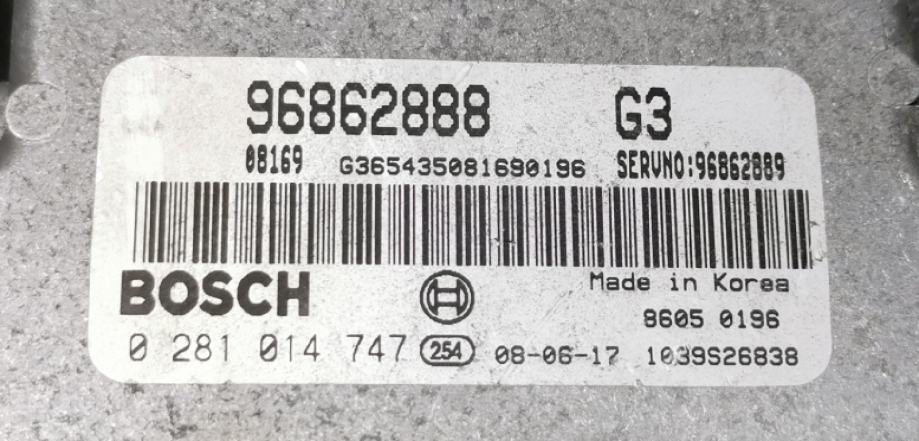 96862888 G3
08169 G365435081690196 SERVNO:96862889
BOSCH Made in Korea
8605 0196
0 281 014 747 254 08-06-17 1039S26838